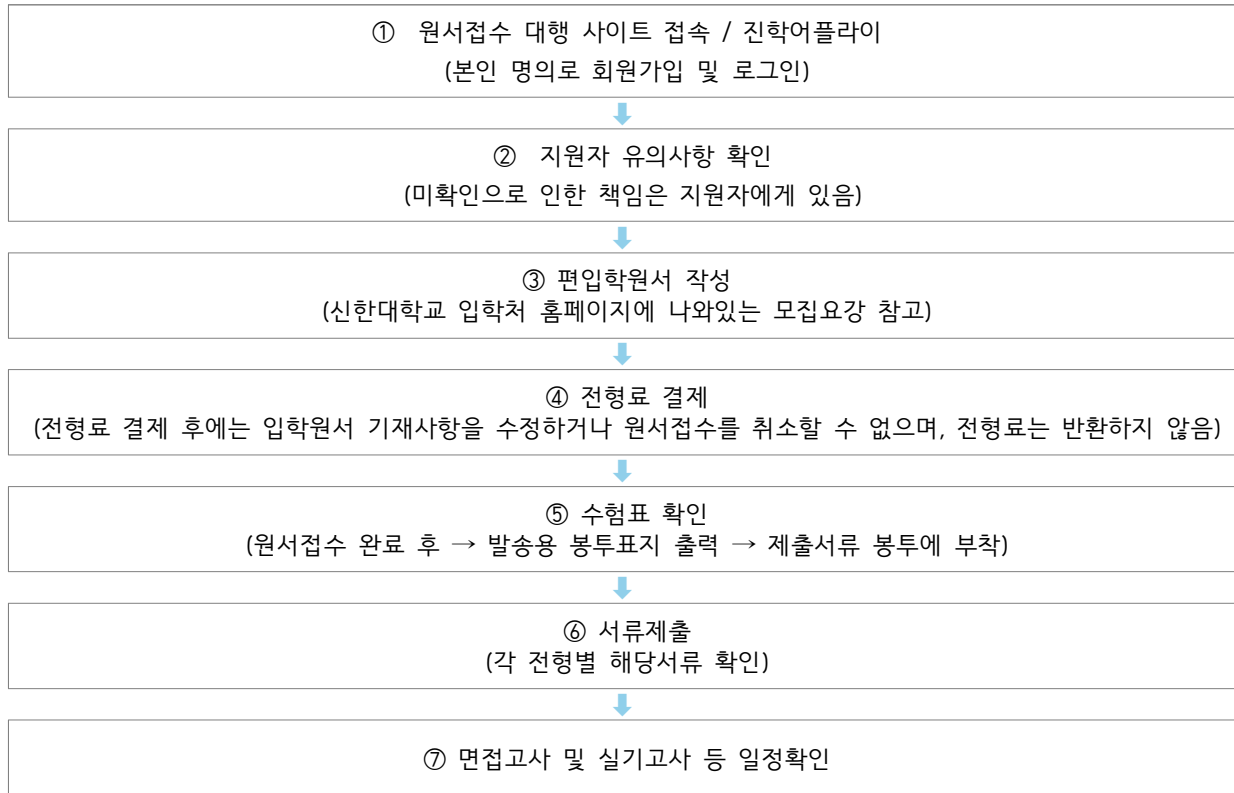 ① 원서접수 대행 사이트 접속 / 진학어플라이
(본인 명의로 회원가입 및 로그인)
② 지원자 유의사항 확인
(미확인으로 인한 책임은 지원자에게 있음)
③ 편입학원서 작성
(신한대학교 입학처 홈페이지에 나와있는 모집요강 참고)
④ 전형료 결제
(전형료 결제 후에는 입학원서 기재사항을 수정하거나 원서접수를 취소할 수 없으며, 전형료는 반환하지 않음)
⑤ 수험표 확인
(원서접수 완료 후 → 발송용 봉투표지 출력 → 제출서류 봉투에 부착)
⑥ 서류제출
(각 전형별 해당서류 확인)
⑦ 면접고사 및 실기고사 등 일정확인